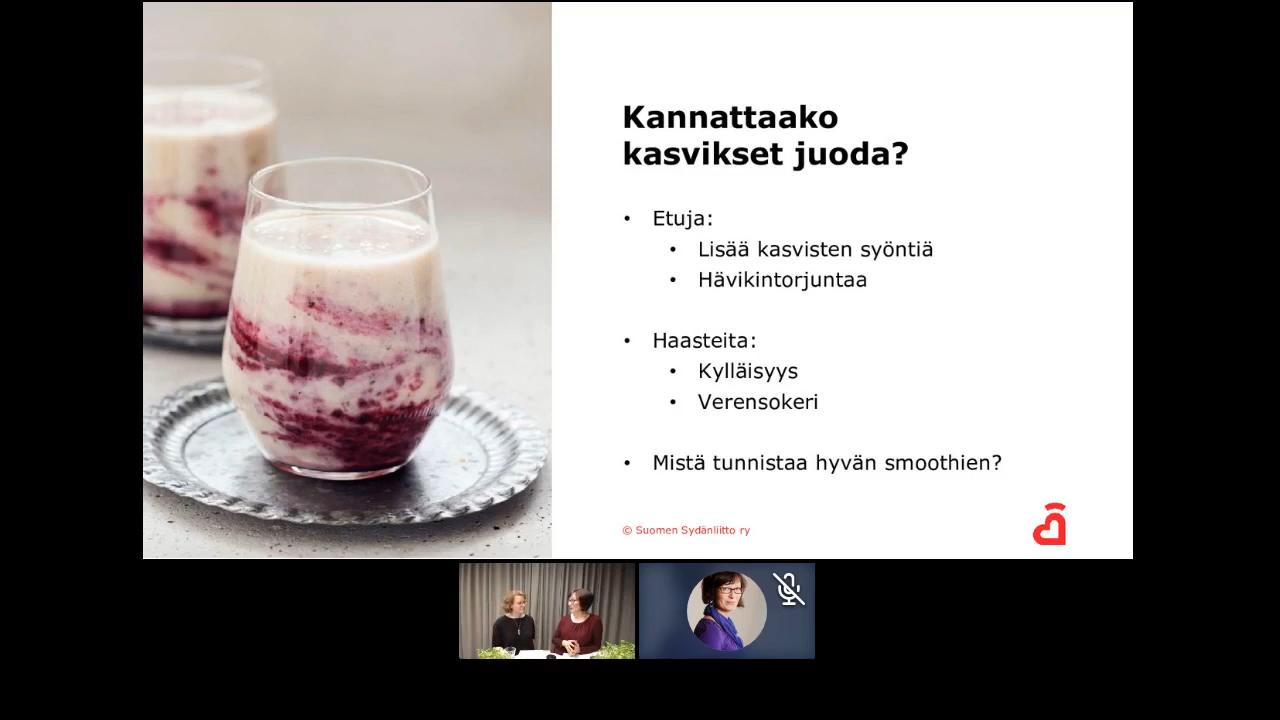 Kannattaako
kasvikset juoda?
• Etuja:
• Lisää kasvisten syöntiä
• Hävikintorjuntaa
• Haasteita:
• Kylläisyys
• Verensokeri
• Mistä tunnistaa hyvän smoothien?
© Suomen Sydänliitto ry